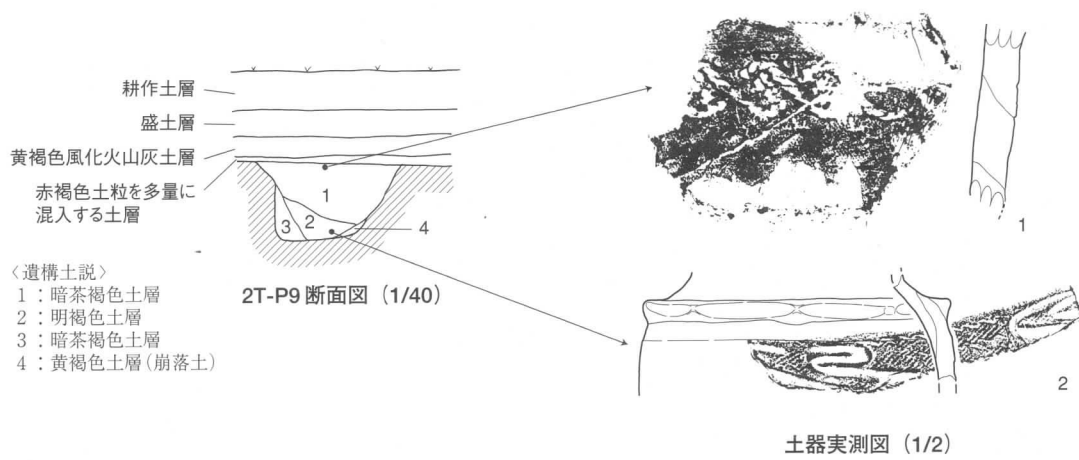 耕作土層
盛土層
黄褐色風化火山灰土層
赤褐色土粒を多量に
混入する土層
1
2
3
4
〈遺構土説〉
1：暗茶褐色土層
2：明褐色土層
3：暗茶褐色土層
4：黄褐色土層(崩落土)
2T-P9 断面図（1/40）
1
2
土器実測図（1/2）